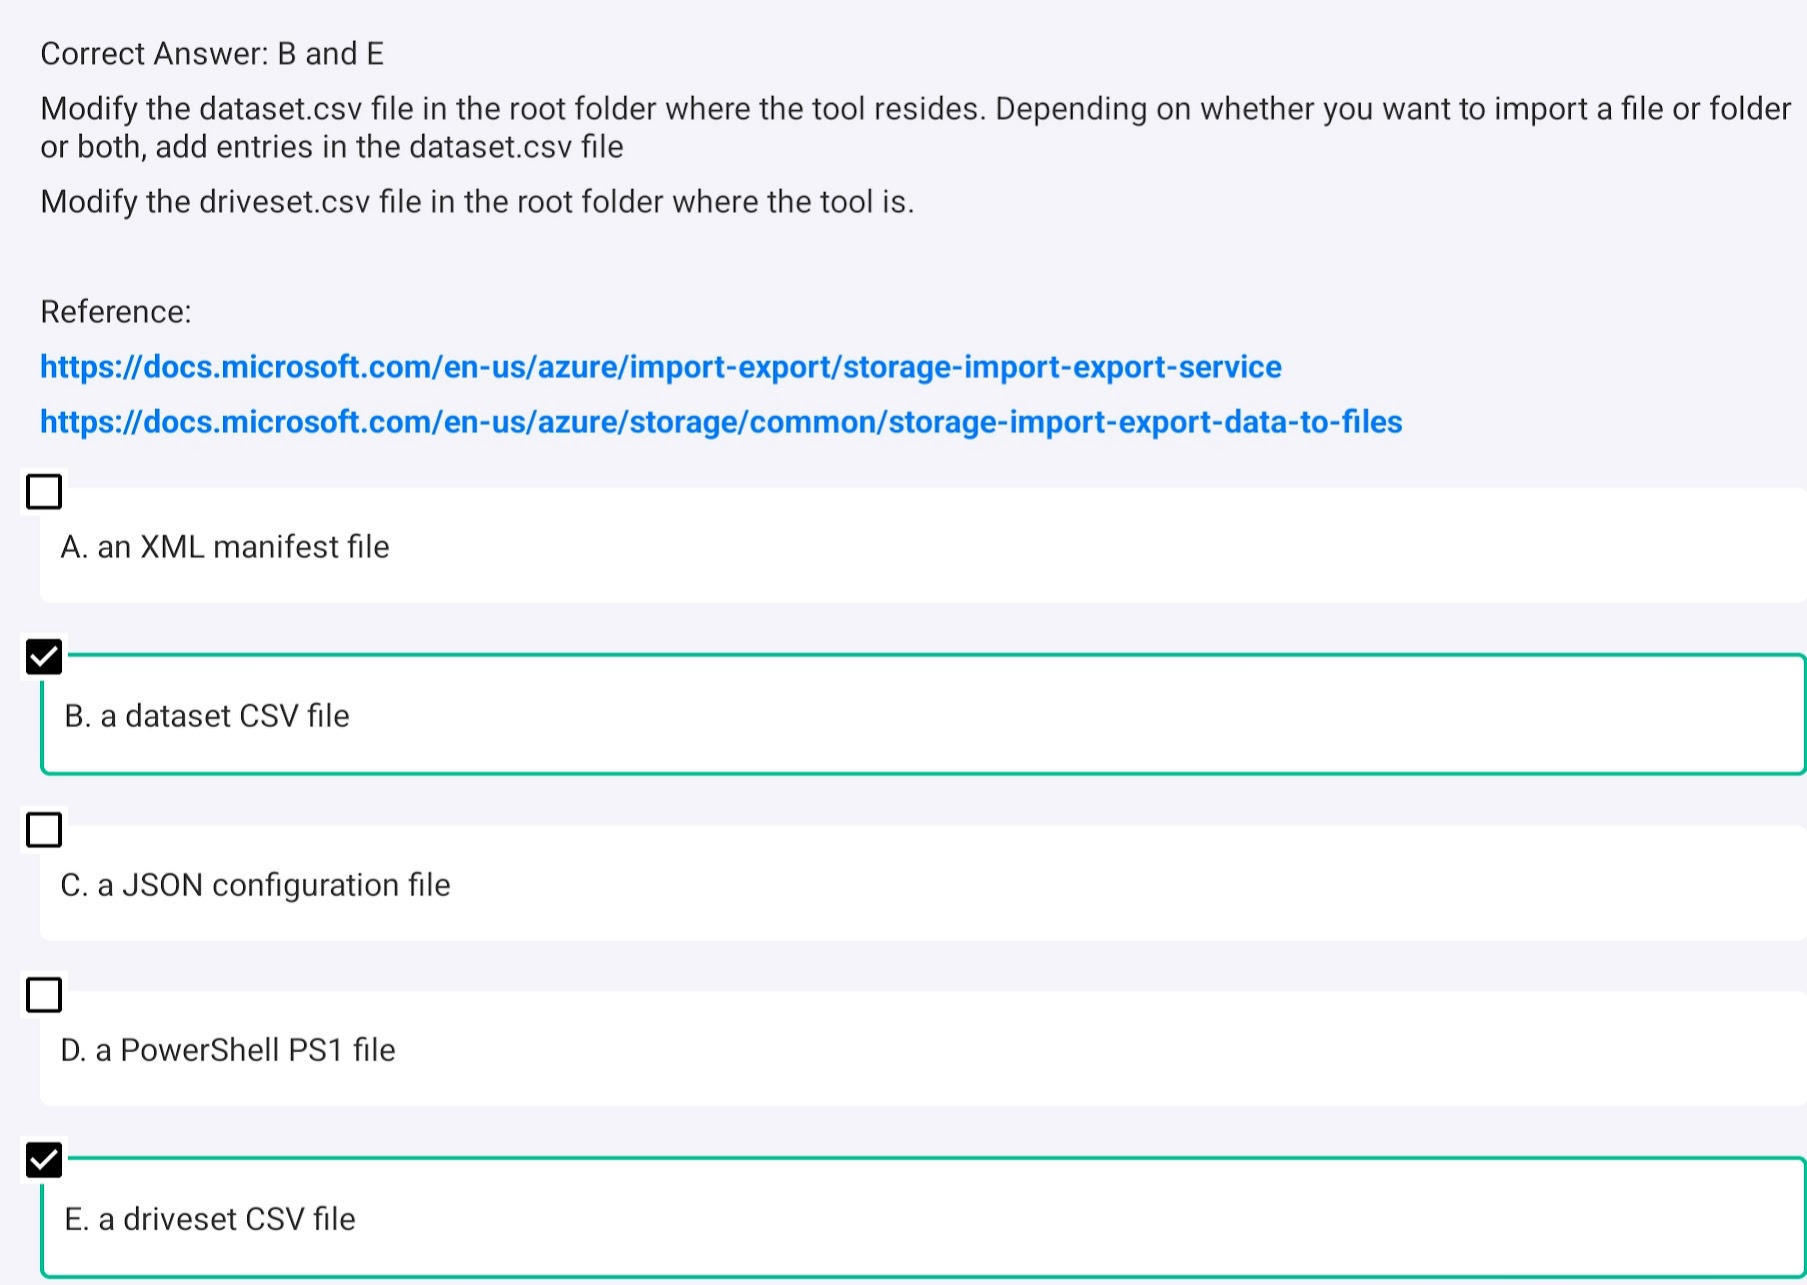 Correct Answer: B and E
Modify the dataset.csv file in the root folder where the tool resides. Depending on whether you want to import a file or folder
or both, add entries in the dataset.csv file
Modify the driveset.csv file in the root folder where the tool is.
Reference:
https://docs.microsoft.com/en-us/azure/import-export/storage-import-export-service
https://docs.microsoft.com/en-us/azure/storage/common/storage-import-export-data-to-files
A. an XML manifest file
B. a dataset CSV file
C. a JSON configuration file
D. a PowerShell PS1 file
E. a driveset CSV file